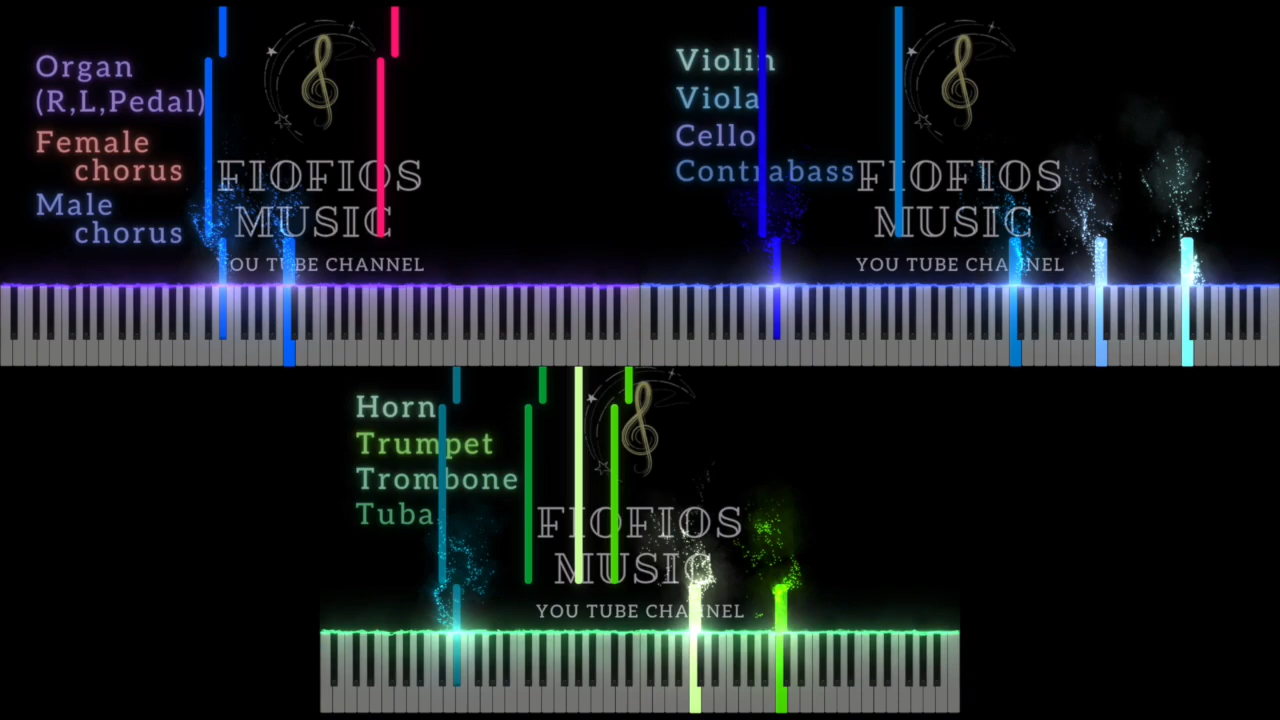 Organ
(R,L,Pedal)
Female
chorus
Male
chorus
FIOFIOS
MUSIC
YOU TUBE CHANNEL
Violin
Viola
Cello
Contrabass
FIOFIOS
MUSIC
YOU TUBE CHANNEL
Horn
Trumpet
Trombone
Tuba
FIOFIOS
MUSIC
YOU TUBE CHANNEL